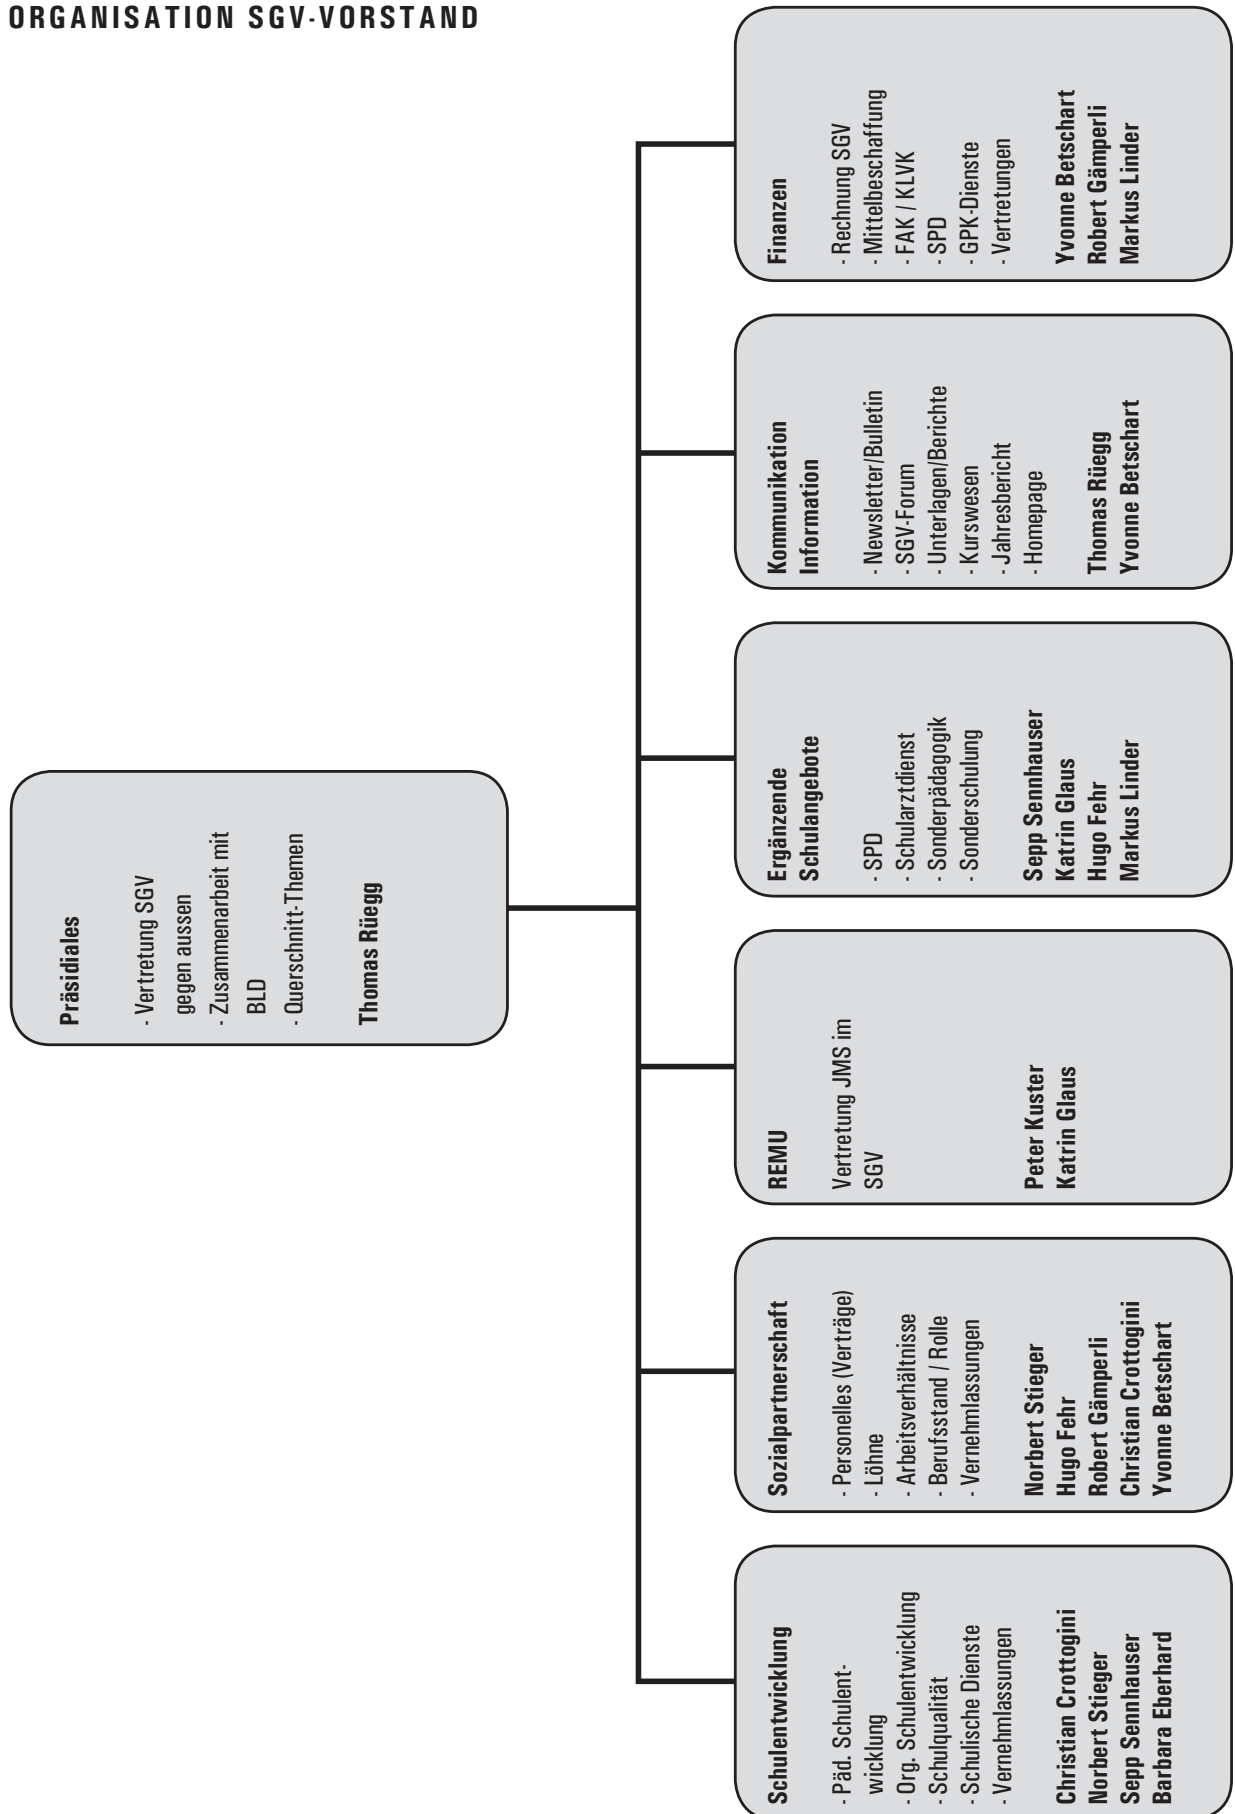 ORGANISATION SGV-VORSTAND
Präsidiales
- Vertretung SGV
gegen aussen
- Zusammenarbeit mit
BLD
- Querschnitt-Themen
Thomas Rüegg
Schulentwicklung
- Päd. Schulent-
wicklung
- Org. Schulentwicklung
- Schulqualität
- Schulische Dienste
- Vernehmlassungen
Christian Crottogini
Norbert Stieger
Sepp Sennhauser
Barbara Eberhard
Sozialpartnerschaft
- Personelles (Verträge)
- Löhne
- Arbeitsverhältnisse
- Berufsstand / Rolle
- Vernehmlassungen
Norbert Stieger
Hugo Fehr
Robert Gämperli
Christian Crottogini
Yvonne Betschart
REMU
Vertretung JMS im
SGV
Peter Kuster
Katrin Glaus
Ergänzende
Schulangebote
- SPD
- Schularztdienst
- Sonderpädagogik
- Sonderschulung
Sepp Sennhauser
Katrin Glaus
Hugo Fehr
Markus Linder
Kommunikation
Information
- Newsletter/Bulletin
- SGV-Forum
- Unterlagen/Berichte
- Kurswesen
- Jahresbericht
- Homepage
Thomas Rüegg
Yvonne Betschart
Finanzen
- Rechnung SGV
- Mittelbeschaffung
- FAK / KLVK
- SPD
- GPK-Dienste
- Vertretungen
Yvonne Betschart
Robert Gämperli
Markus Linder